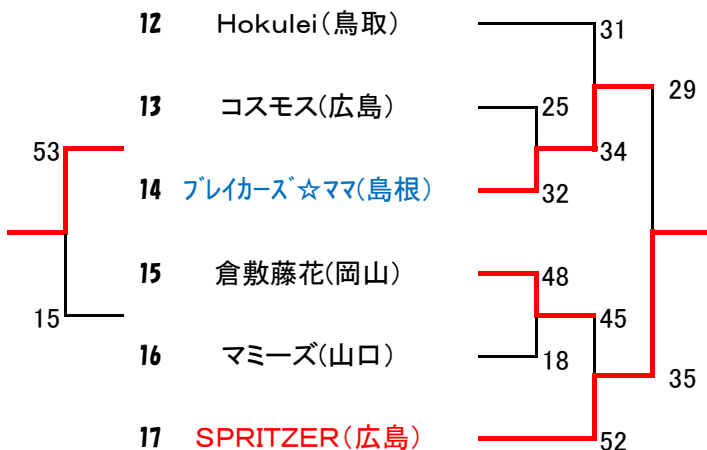 12 Hokulei(鳥取) 31
29
13 コスモス(広島) 25
53 34
14 ブレイカーズ☆ママ(島根) 32
15 倉敷藤花(岡山) 48
15 45
16 マミーズ(山口) 18
35
17 SPRITZER(広島) 52